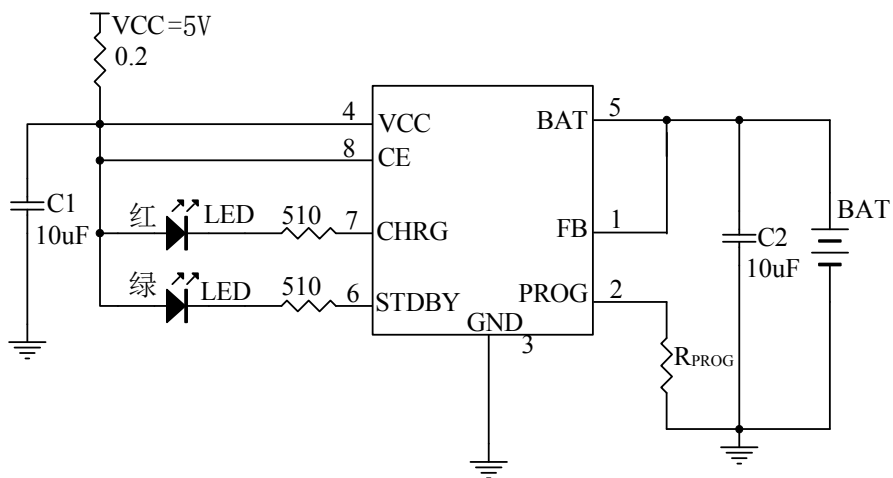 VCC=5V
0.2
4
VCC
8
CE
C1
10uF
红
LED
510
7
CHRG
绿
LED
510
6
STDBY
GND
3
BAT
5
FB
1
PROG
2
RPROG
C2
10uF
BAT